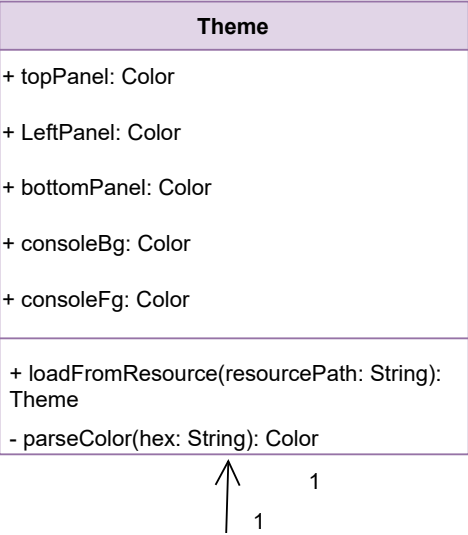 Theme
+ topPanel: Color
+ LeftPanel: Color
+ bottomPanel: Color
+ consoleBg: Color
+ consoleFg: Color
+ loadFromResource(resourcePath: String):
Theme
- parseColor(hex: String): Color
1
1